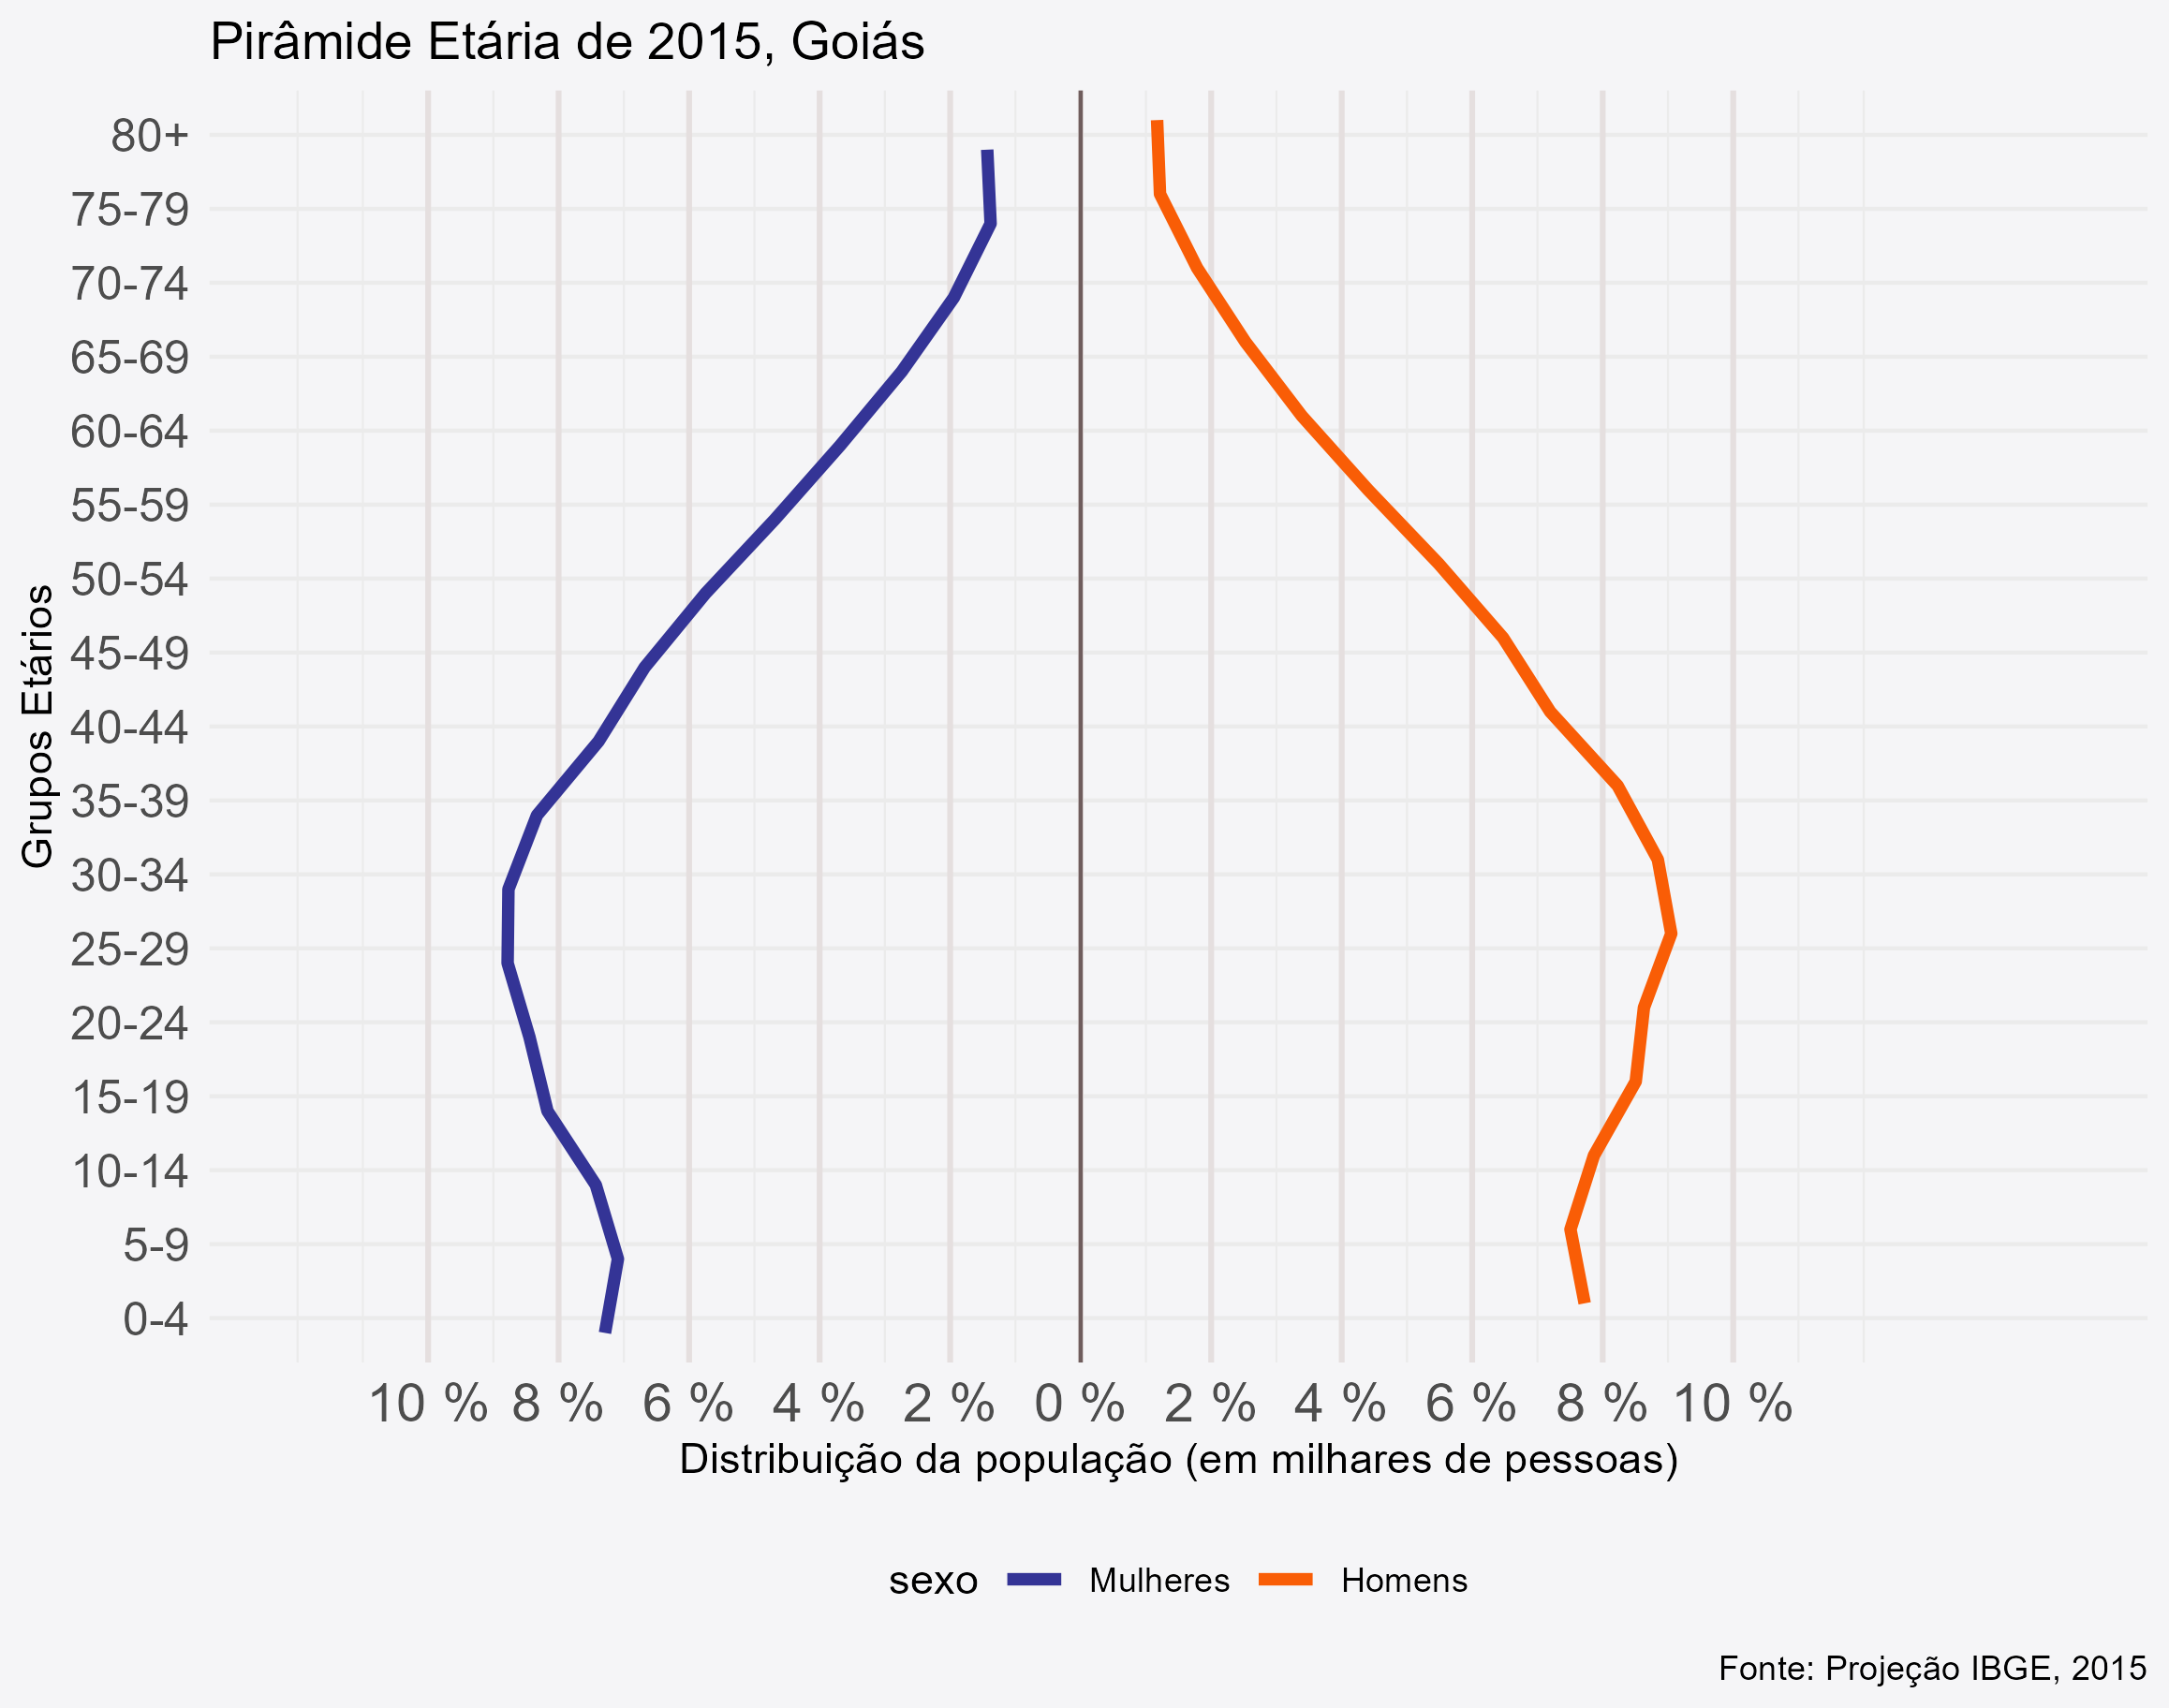 Pirâmide Etária de 2015, Goiás
Grupos Etários
80+
75-79
70-74
65-69
60-64
55-59
50-54
45-49
40-44
35-39
30-34
25-29
20-24
15-19
10-14
5-9
0-4
10 % 8 % 6 % 4 % 2 % 0 % 2 % 4 % 6 % 8 % 10 %
Distribuição da população (em milhares de pessoas)
sexo Mulheres Homens
Fonte: Projeção IBGE, 2015